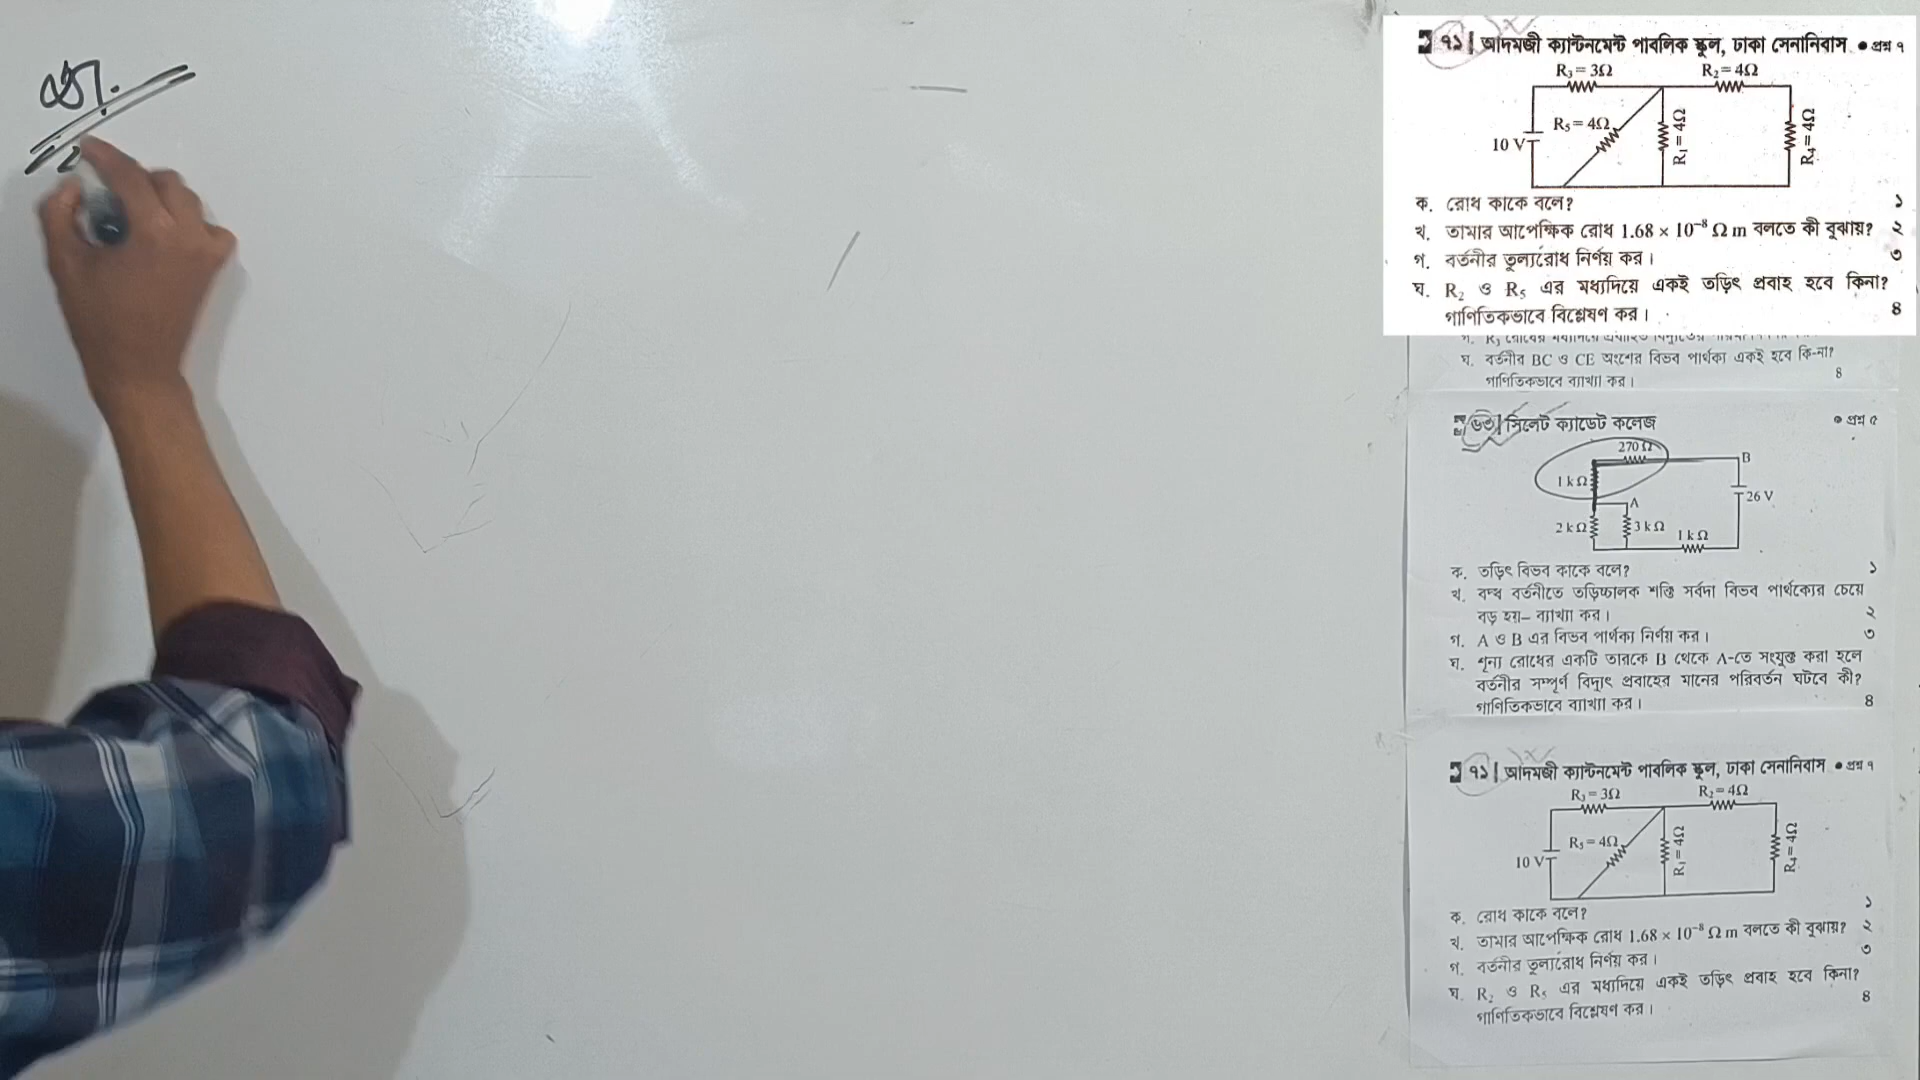 ৭১ | আদমজী ক্যান্টনমেন্ট পাবলিক স্কুল, ঢাকা সেনানিবাস ● প্রশ্ন ৭
R₃ = 3Ω
R₂ = 4Ω
R₅ = 4Ω
10 V
R₁ = 4Ω
R₄ = 4Ω
ক. রোধ কাকে বলে? ১
খ. তামার আপেক্ষিক রোধ 1.68 × 10⁻⁸ Ω m বলতে কী বুঝায়? ২
গ. বর্তনীর তুল্যরোধ নির্ণয় কর। ৩
ঘ. R₂ ও R₅ এর মধ্যদিয়ে একই তড়িৎ প্রবাহ হবে কিনা?
গাণিতিকভাবে বিশ্লেষণ কর। ৪
ঘ. বর্তনীর BC ও CE অংশের বিভব পার্থক্য একই হবে কি-না?
গাণিতিকভাবে ব্যাখ্যা কর। ৪
৬৩ | সিলেট ক্যাডেট কলেজ ● প্রশ্ন ৫
270 Ω
B
1 kΩ
26 V
A
2 kΩ
3 kΩ
1 kΩ
ক. তড়িৎ বিভব কাকে বলে? ১
খ. বদ্ধ বর্তনীতে তড়িচ্চালক শক্তি সর্বদা বিভব পার্থক্যের চেয়ে
বড় হয়– ব্যাখ্যা কর। ২
গ. A ও B এর বিভব পার্থক্য নির্ণয় কর। ৩
ঘ. শূন্য রোধের একটি তারকে B থেকে A-তে সংযুক্ত করা হলে
বর্তনীর সম্পূর্ণ বিদ্যুৎ প্রবাহের মানের পরিবর্তন ঘটবে কী?
গাণিতিকভাবে ব্যাখ্যা কর। ৪
৭১ | আদমজী ক্যান্টনমেন্ট পাবলিক স্কুল, ঢাকা সেনানিবাস ● প্রশ্ন ৭
R₃ = 3Ω
R₂ = 4Ω
R₅ = 4Ω
10 V
R₁ = 4Ω
R₄ = 4Ω
ক. রোধ কাকে বলে? ১
খ. তামার আপেক্ষিক রোধ 1.68 × 10⁻⁸ Ω m বলতে কী বুঝায়? ২
গ. বর্তনীর তুল্যরোধ নির্ণয় কর। ৩
ঘ. R₂ ও R₅ এর মধ্যদিয়ে একই তড়িৎ প্রবাহ হবে কিনা?
গাণিতিকভাবে বিশ্লেষণ কর। ৪